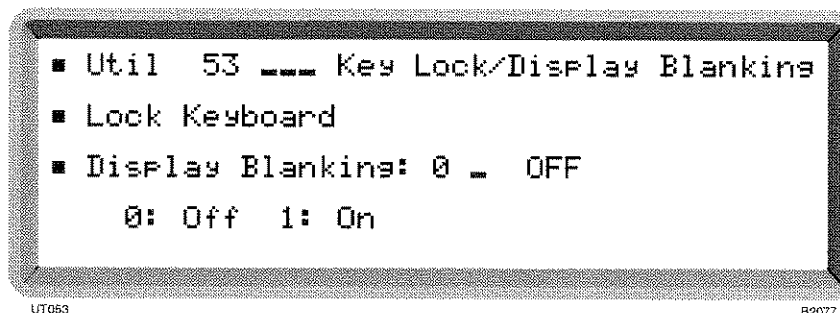 ▪ Util 53 ___ Key Lock/Display Blanking
▪ Lock Keyboard
▪ Display Blanking: 0 _ OFF
0: Off 1: On
UT053 B2077